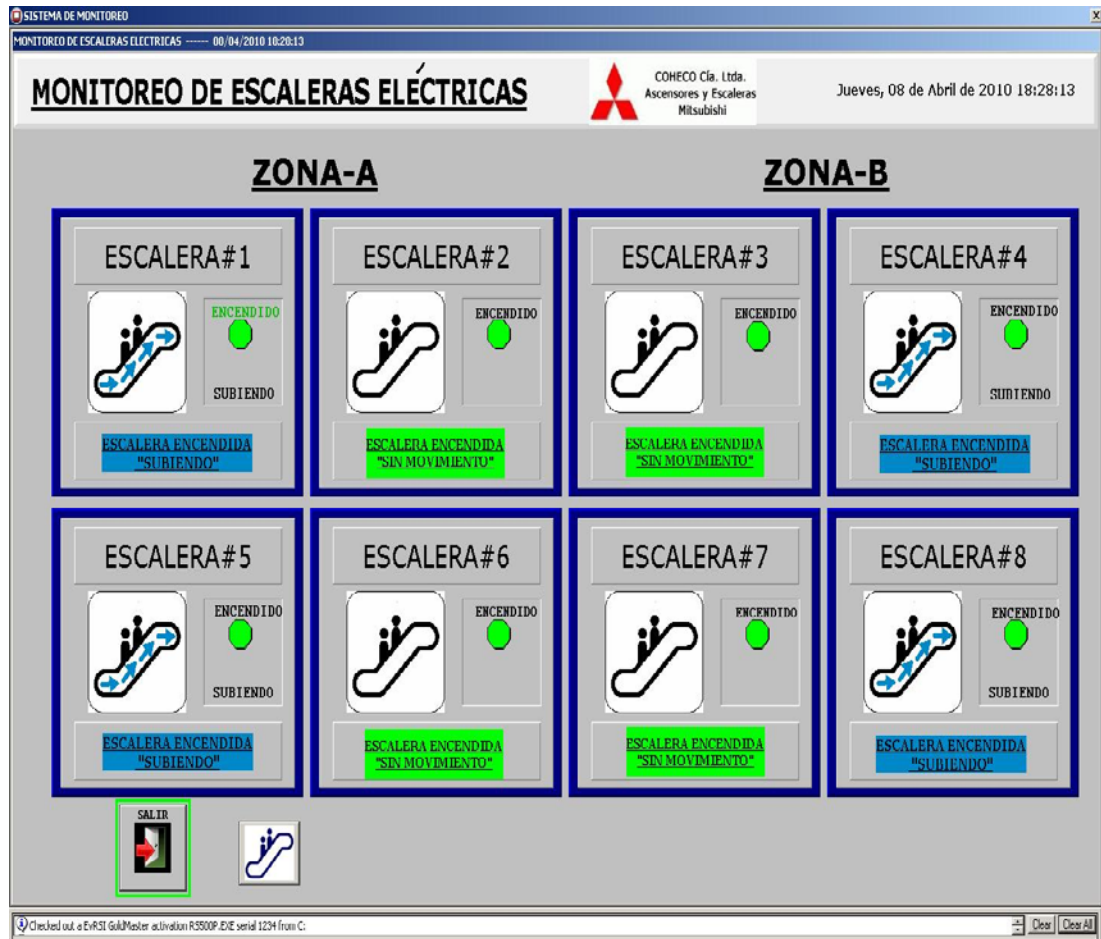 SISTEMA DE MONITOREO
MONITOREO DE ESCALERAS ELECTRICAS ------ 08/04/2010 18:28:13
MONITOREO DE ESCALERAS ELÉCTRICAS
COHECO Cía. Ltda.
Ascensores y Escaleras
Mitsubishi
Jueves, 08 de Abril de 2010 18:28:13
ZONA-A
ZONA-B
ESCALERA#1
ENCENDIDO
SUBIENDO
ESCALERA ENCENDIDA
"SUBIENDO"
ESCALERA#2
ENCENDIDO
ESCALERA ENCENDIDA
"SIN MOVIMIENTO"
ESCALERA#3
ENCENDIDO
ESCALERA ENCENDIDA
"SIN MOVIMIENTO"
ESCALERA#4
ENCENDIDO
SUBIENDO
ESCALERA ENCENDIDA
"SUBIENDO"
ESCALERA#5
ENCENDIDO
SUBIENDO
ESCALERA ENCENDIDA
"SUBIENDO"
ESCALERA#6
ENCENDIDO
ESCALERA ENCENDIDA
"SIN MOVIMIENTO"
ESCALERA#7
ENCENDIDO
ESCALERA ENCENDIDA
"SIN MOVIMIENTO"
ESCALERA#8
ENCENDIDO
SUBIENDO
ESCALERA ENCENDIDA
"SUBIENDO"
SALIR
Checked out a EvRSI GoldMaster activation RS500P.EXE serial 1234 from C:
Clear
Clear All